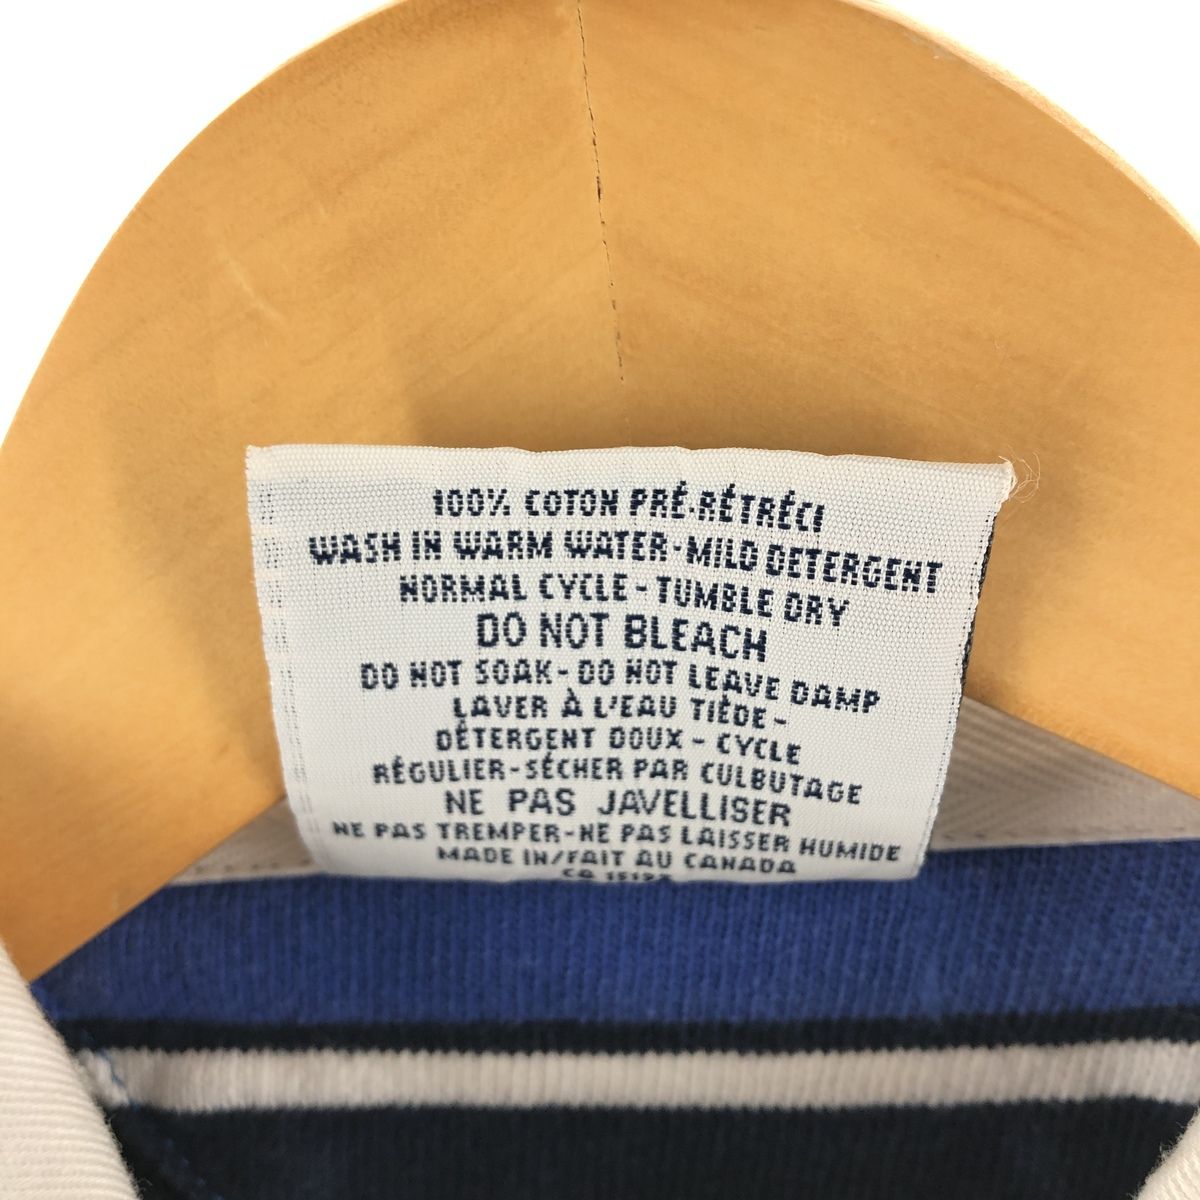 100% COTON PRÉ-RÉTRÉCI
WASH IN WARM WATER-MILD DETERGENT
NORMAL CYCLE-TUMBLE DRY
DO NOT BLEACH
DO NOT SOAK-DO NOT LEAVE DAMP
LAVER À L'EAU TIÈDE-
DÉTERGENT DOUX-CYCLE
RÉGULIER-SÉCHER PAR CULBUTAGE
NE PAS JAVELLISER
NE PAS TREMPER-NE PAS LAISSER HUMIDE
MADE IN/FAIT AU CANADA